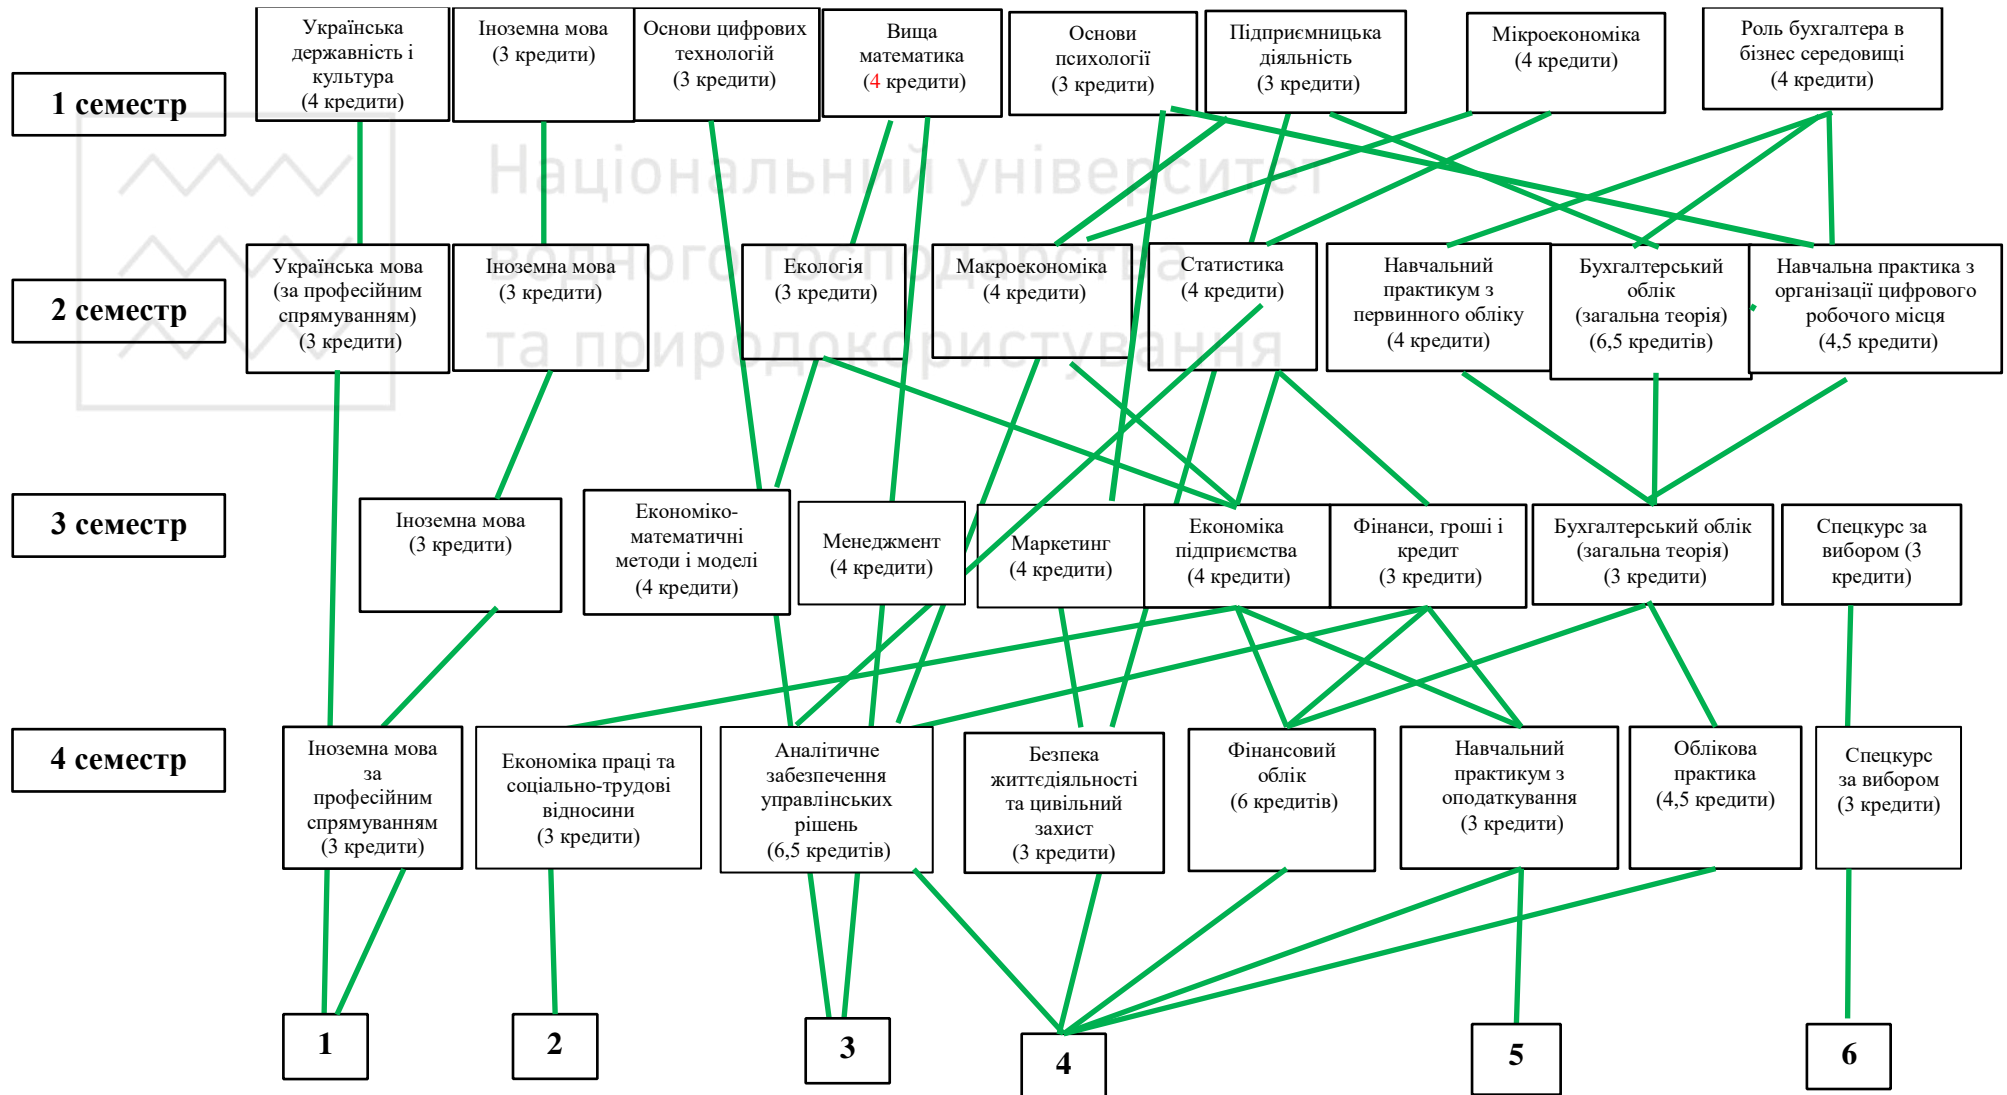 1 семестр
Українська
державність і
культура
(4 кредити)
Іноземна мова
(3 кредити)
Основи цифрових
технологій
(3 кредити)
Вища
математика
(4 кредити)
Основи
психології
(3 кредити)
Підприємницька
діяльність
(3 кредити)
Мікроекономіка
(4 кредити)
Роль бухгалтера в
бізнес середовищі
(4 кредити)
Національний університет
водного господарства
та природокористування
2 семестр
Українська мова
(за професійним
спрямуванням)
(3 кредити)
Іноземна мова
(3 кредити)
Екологія
(3 кредити)
Макроекономіка
(4 кредити)
Статистика
(4 кредити)
Навчальний
практикум з
первинного обліку
(4 кредити)
Бухгалтерський
облік
(загальна теорія)
(6,5 кредитів)
Навчальна практика з
організації цифрового
робочого місця
(4,5 кредити)
3 семестр
Іноземна мова
(3 кредити)
Економіко-
математичні
методи і моделі
(4 кредити)
Менеджмент
(4 кредити)
Маркетинг
(4 кредити)
Економіка
підприємства
(4 кредити)
Фінанси, гроші і
кредит
(3 кредити)
Бухгалтерський облік
(загальна теорія)
(3 кредити)
Спецкурс за
вибором (3
кредити)
4 семестр
Іноземна мова
за
професійним
спрямуванням
(3 кредити)
Економіка праці та
соціально-трудові
відносини
(3 кредити)
Аналітичне
забезпечення
управлінських
рішень
(6,5 кредитів)
Безпека
життєдіяльності
та цивільний
захист
(3 кредити)
Фінансовий
облік
(6 кредитів)
Навчальний
практикум з
оподаткування
(3 кредити)
Облікова
практика
(4,5 кредити)
Спецкурс
за вибором
(3 кредити)
1
2
3
4
5
6